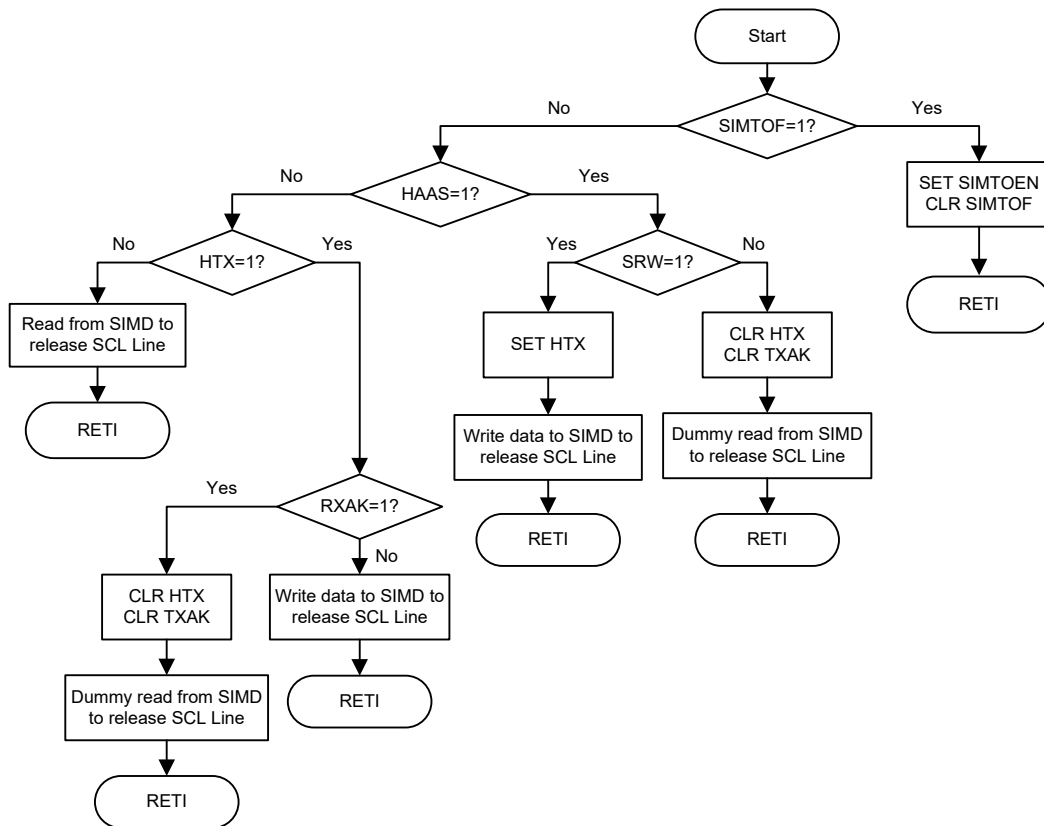 Start
No
Yes
SIMTOF=1?
No
Yes
HAAS=1?
SET SIMTOEN
CLR SIMTOF
No
Yes
Yes
No
HTX=1?
SRW=1?
RETI
Read from SIMD to
release SCL Line
SET HTX
CLR HTX
CLR TXAK
RETI
Write data to SIMD to
release SCL Line
Dummy read from SIMD
to release SCL Line
Yes
RXAK=1?
RETI
RETI
No
CLR HTX
CLR TXAK
Write data to SIMD to
release SCL Line
Dummy read from SIMD
to release SCL Line
RETI
RETI